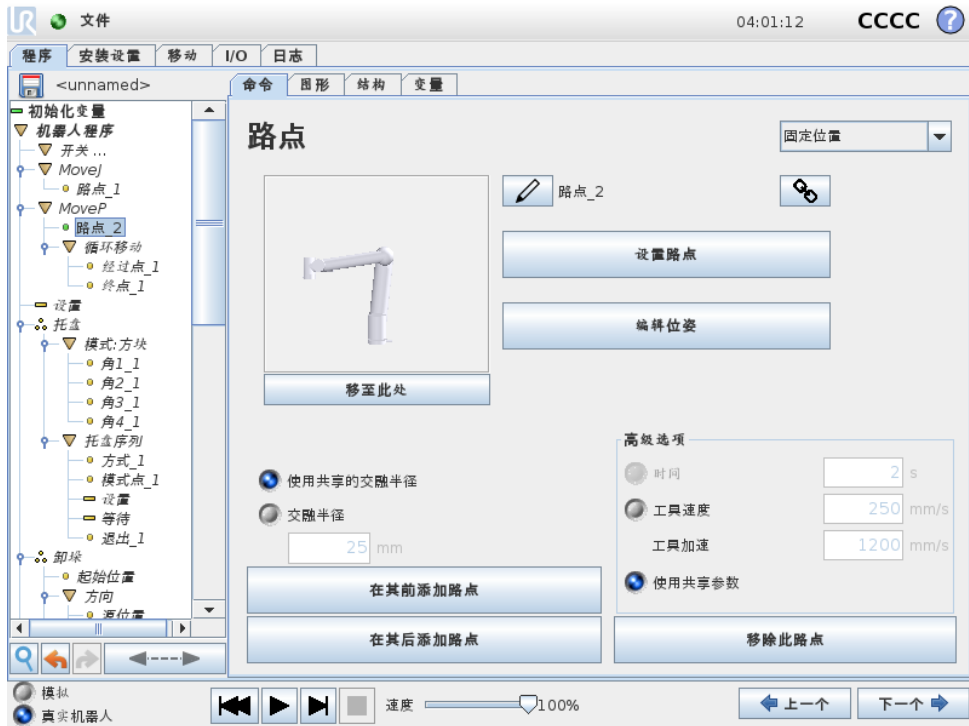 UR 文件 04:01:12 CCCC ?
程序 安装设置 移动 I/O 日志
<unnamed>
命令 图形 结构 变量
初始化变量
机器人程序
开关 ...
MoveJ
路点_1
MoveP
路点_2
循环移动
经过点_1
终点_1
设置
托盘
模式:方块
角1_1
角2_1
角3_1
角4_1
托盘序列
方式_1
模式点_1
设置
等待
退出_1
卸垛
起始位置
方向
源位置
路点
固定位置
路点_2
设置路点
编辑位姿
移至此处
使用共享的交融半径
交融半径
25 mm
高级选项
时间 2 s
工具速度 250 mm/s
工具加速 1200 mm/s
使用共享参数
在其前添加路点
在其后添加路点
移除此路点
模拟
真实机器人
速度 100%
上一个 下一个